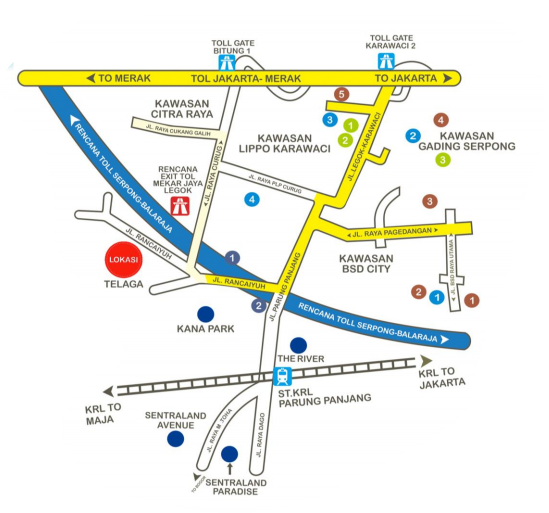 TOLL GATE
BITUNG 1
TOLL GATE
KARAWACI 2
TO MERAK
TOL JAKARTA- MERAK
TO JAKARTA
KAWASAN
CITRA RAYA
JL. RAYA CUKANG GALIH
KAWASAN
LIPPO KARAWACI
5
3
1
2
JL.LEGOK-KARAWACI
4
2
KAWASAN
GADING SERPONG
3
RENCANA TOLL SERPONG-BALARAJA
RENCANA
EXIT TOL
MEKAR JAYA
LEGOK
JL. RAYA CURUG
JL. RAYA PLP CURUG
4
3
JL. RAYA PAGEDANGAN
JL. RANCAIYUH
LOKASI
TELAGA
1
KAWASAN
BSD CITY
JL. BSD RAYA UTAMA
JL. RANCAIYUH
JL.PARUNG PANJANG
2
2
1
1
KANA PARK
RENCANA TOLL SERPONG-BALARAJA
THE RIVER
ST.KRL
PARUNG PANJANG
KRL TO
JAKARTA
KRL TO
MAJA
SENTRALAND
AVENUE
JL. RAYA M. TOHA
JL. RAYA DAGO
TO BOGOR
SENTRALAND
PARADISE